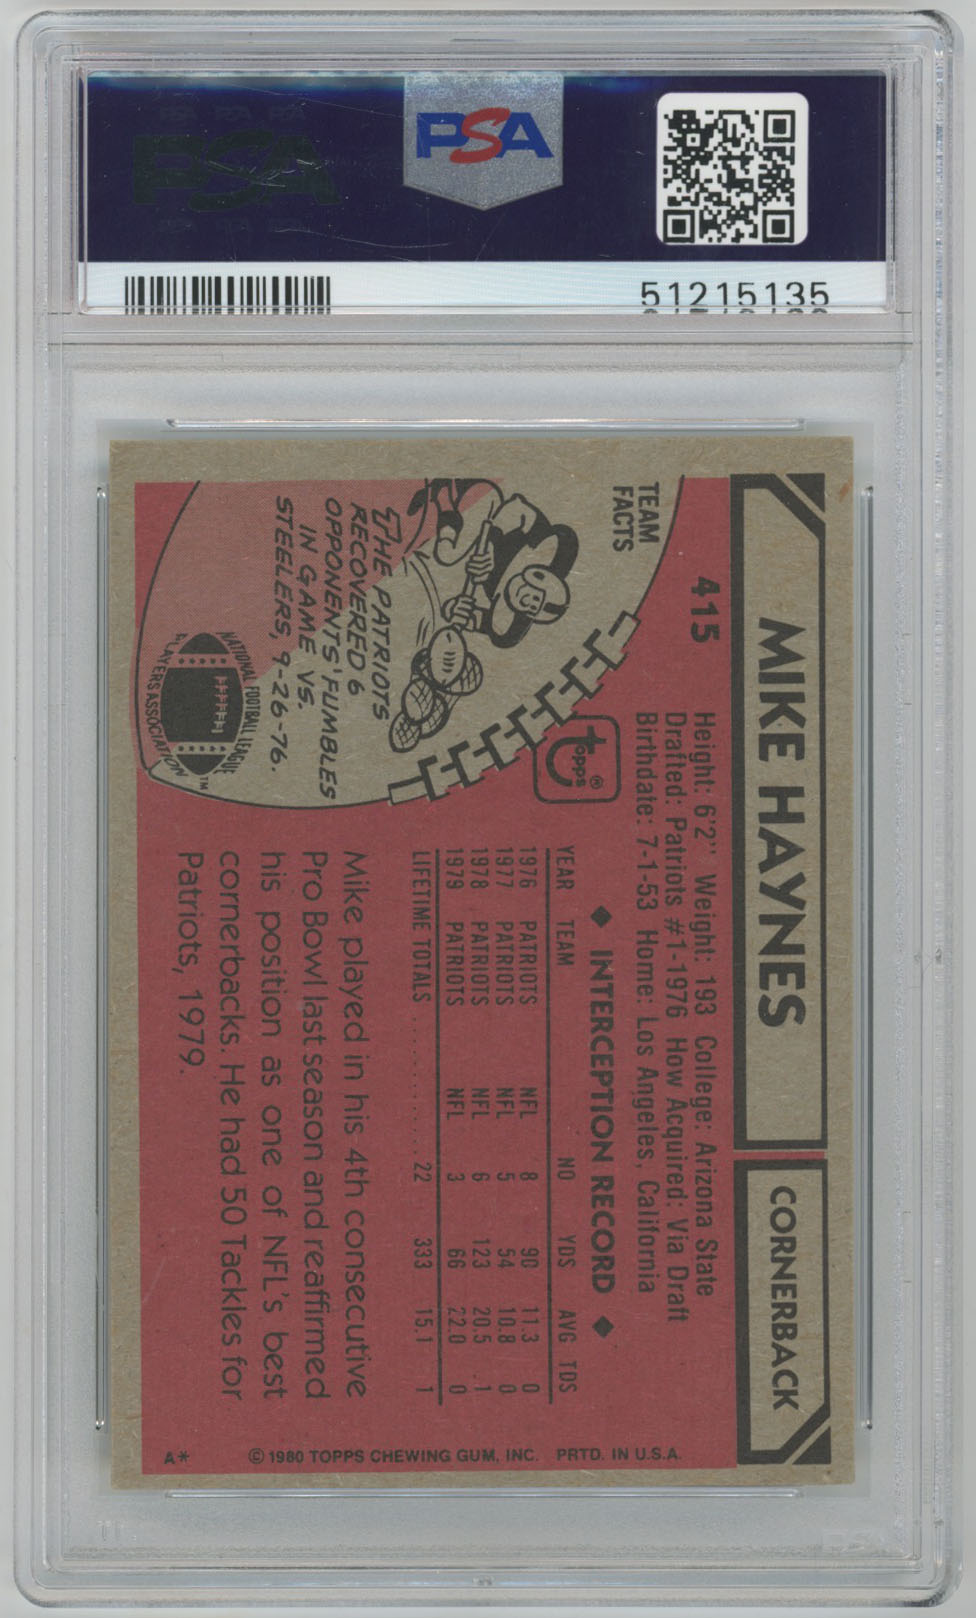 PSA
PSA
51215135
MIKE HAYNES
CORNERBACK
415
Height: 6'2" Weight: 193 College: Arizona State
Drafted: Patriots #1-1976 How Acquired: Via Draft
Birthdate: 7-1-53 Home: Los Angeles, California
TEAM
FACTS
topps®
THE PATRIOTS
RECOVERED 6
OPPONENTS' FUMBLES
IN GAME VS.
STEELERS, 9-26-76.
NATIONAL FOOTBALL LEAGUE
PLAYERS ASSOCIATION
TM
◆ INTERCEPTION RECORD ◆
YEAR TEAM NO YDS AVG TDS
1976 PATRIOTS NFL 8 90 11.3 0
1977 PATRIOTS NFL 5 54 10.8 0
1978 PATRIOTS NFL 6 123 20.5 1
1979 PATRIOTS NFL 3 66 22.0 0
LIFETIME TOTALS .......... 22 333 15.1 1
Mike played in his 4th consecutive
Pro Bowl last season and reaffirmed
his position as one of NFL's best
cornerbacks. He had 50 Tackles for
Patriots, 1979.
A* © 1980 TOPPS CHEWING GUM, INC. PRTD. IN U.S.A.